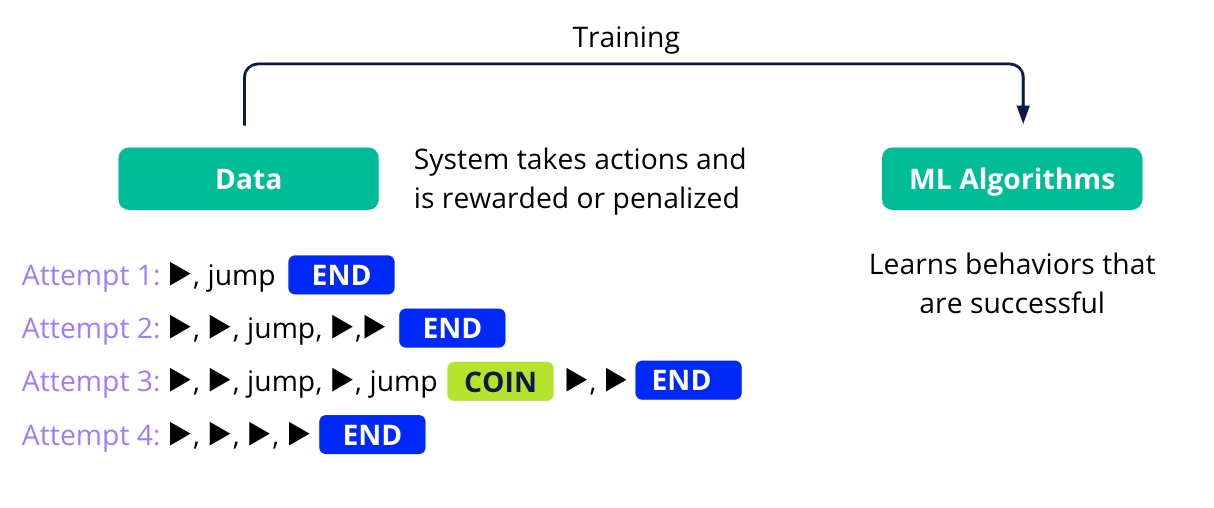 Training
Data
System takes actions and
is rewarded or penalized
ML Algorithms
Learns behaviors that
are successful
Attempt 1: ▶, jump END
Attempt 2: ▶, ▶, jump, ▶,▶ END
Attempt 3: ▶, ▶, jump, ▶, jump COIN ▶, ▶ END
Attempt 4: ▶, ▶, ▶, ▶ END